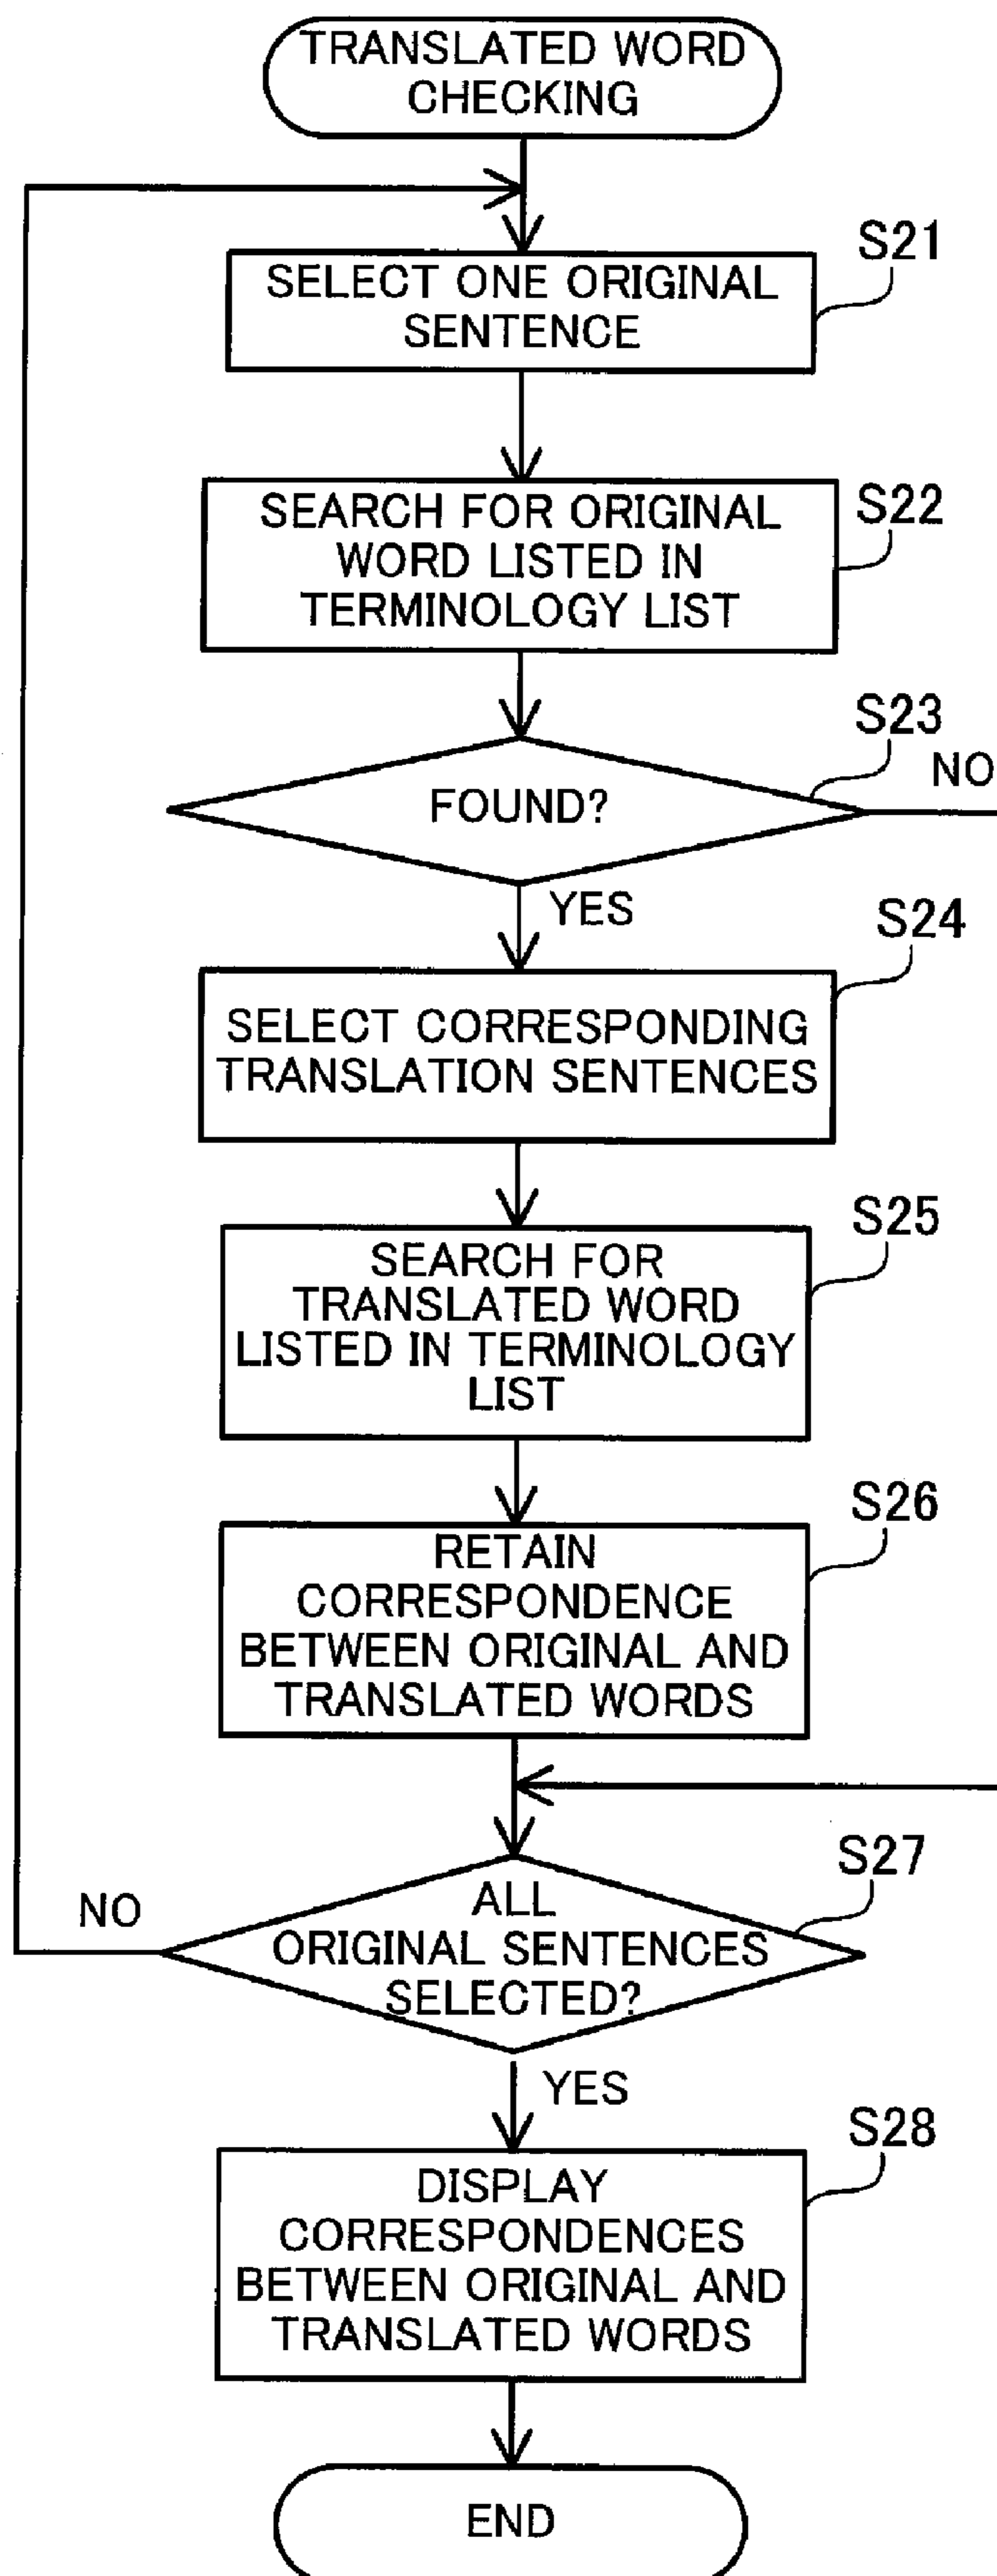 TRANSLATED WORD
CHECKING
S21
SELECT ONE ORIGINAL
SENTENCE
S22
SEARCH FOR ORIGINAL
WORD LISTED IN
TERMINOLOGY LIST
S23
NO
FOUND?
YES
S24
SELECT CORRESPONDING
TRANSLATION SENTENCES
S25
SEARCH FOR
TRANSLATED WORD
LISTED IN TERMINOLOGY
LIST
S26
RETAIN
CORRESPONDENCE
BETWEEN ORIGINAL AND
TRANSLATED WORDS
S27
NO
ALL
ORIGINAL SENTENCES
SELECTED?
YES
S28
DISPLAY
CORRESPONDENCES
BETWEEN ORIGINAL AND
TRANSLATED WORDS
END